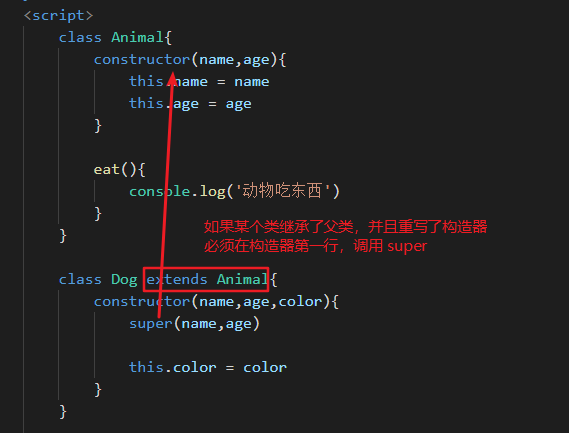 <script>
class Animal{
constructor(name,age){
this.name = name
this.age = age
}
eat(){
console.log('动物吃东西')
}
}
如果某个类继承了父类，并且重写了构造器
必须在构造器第一行，调用 super
class Dog extends Animal{
constructor(name,age,color){
super(name,age)
this.color = color
}
}